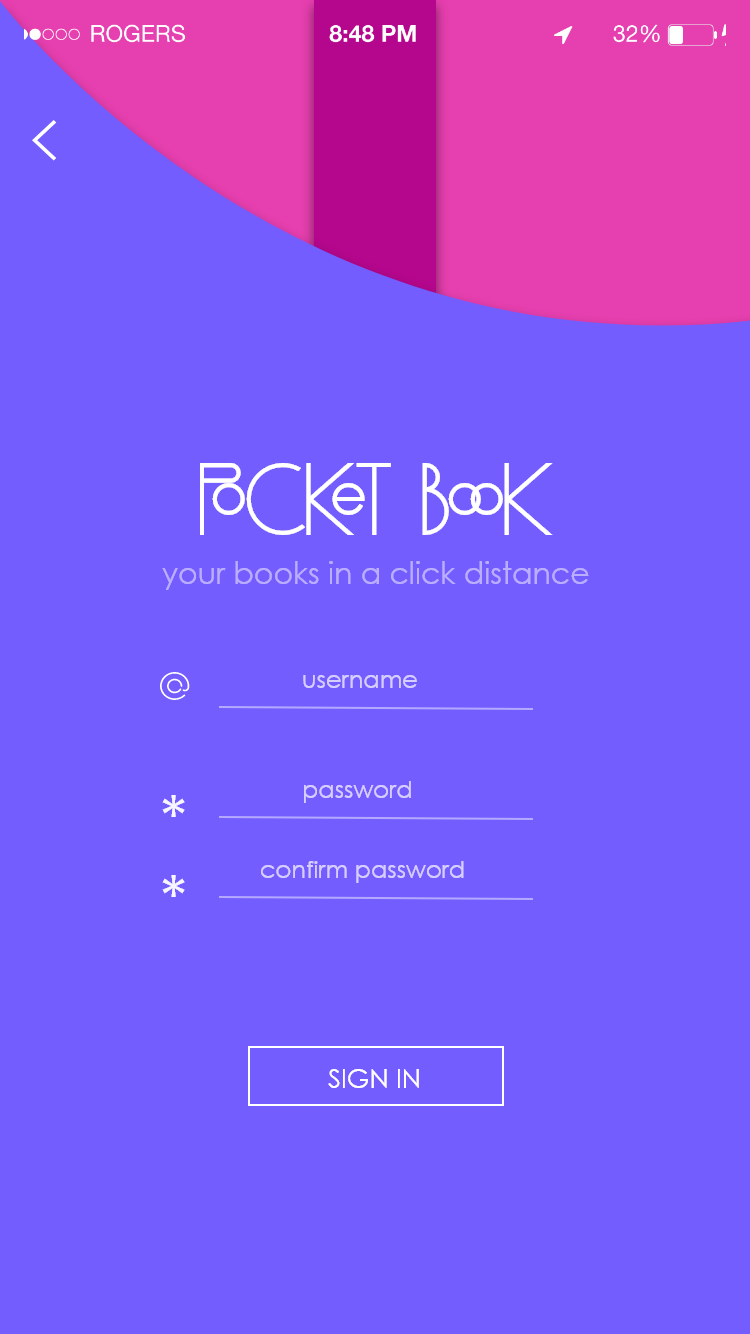 ROGERS 8:48 PM 32%
POCKET BOOK
your books in a click distance
@ username
* password
* confirm password
SIGN IN